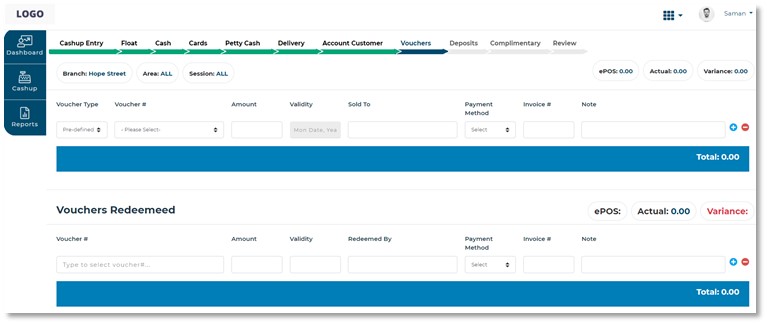 LOGO
Saman
Dashboard
Cashup
Reports
Cashup Entry Float Cash Cards Petty Cash Delivery Account Customer Vouchers Deposits Complimentary Review
Branch: Hope Street Area: ALL Session: ALL ePOS: 0.00 Actual: 0.00 Variance: 0.00
Voucher Type Voucher # Amount Validity Sold To Payment Method Invoice # Note
Pre-defined - Please Select- Mon Date, Yea Select
Total: 0.00
Vouchers Redeemeed ePOS: Actual: 0.00 Variance:
Voucher # Amount Validity Redeemed By Payment Method Invoice # Note
Type to select voucher#... Select
Total: 0.00